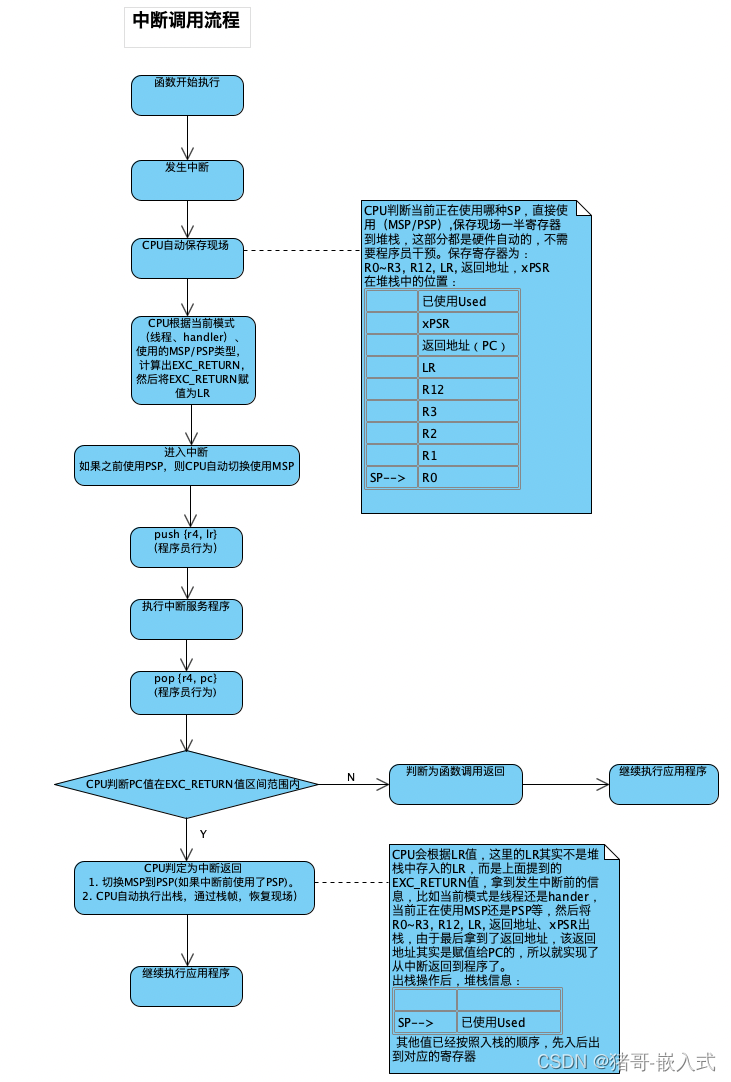 中断调用流程
函数开始执行
发生中断
CPU自动保存现场
CPU判断当前正在使用哪种SP，直接使
用（MSP/PSP）,保存现场一半寄存器
到堆栈，这部分都是硬件自动的，不需
要程序员干预。保存寄存器为：
R0~R3, R12, LR, 返回地址，xPSR
在堆栈中的位置：
已使用Used
xPSR
返回地址（PC）
LR
R12
R3
R2
R1
SP--> R0
CPU根据当前模式
（线程、handler）、
使用的MSP/PSP类型，
计算出EXC_RETURN，
然后将EXC_RETURN赋
值为LR
进入中断
如果之前使用PSP，则CPU自动切换使用MSP
push {r4, lr}
(程序员行为)
执行中断服务程序
pop {r4, pc}
(程序员行为)
CPU判断PC值在EXC_RETURN值区间范围内
N
判断为函数调用返回
继续执行应用程序
Y
CPU判定为中断返回
1. 切换MSP到PSP(如果中断前使用了PSP)。
2. CPU自动执行出栈，通过栈帧，恢复现场）
继续执行应用程序
CPU会根据LR值，这里的LR其实不是堆
栈中存入的LR，而是上面提到的
EXC_RETURN值，拿到发生中断前的信
息，比如当前模式是线程还是hander，
当前正在使用MSP还是PSP等，然后将
R0~R3, R12, LR, 返回地址、xPSR出
栈，由于最后拿到了返回地址，该返回
地址其实是赋值给PC的，所以就实现了
从中断返回到程序了。
出栈操作后，堆栈信息：
SP--> 已使用Used
其他值已经按照入栈的顺序，先入后出
到对应的寄存器
CSDN @猪哥-嵌入式